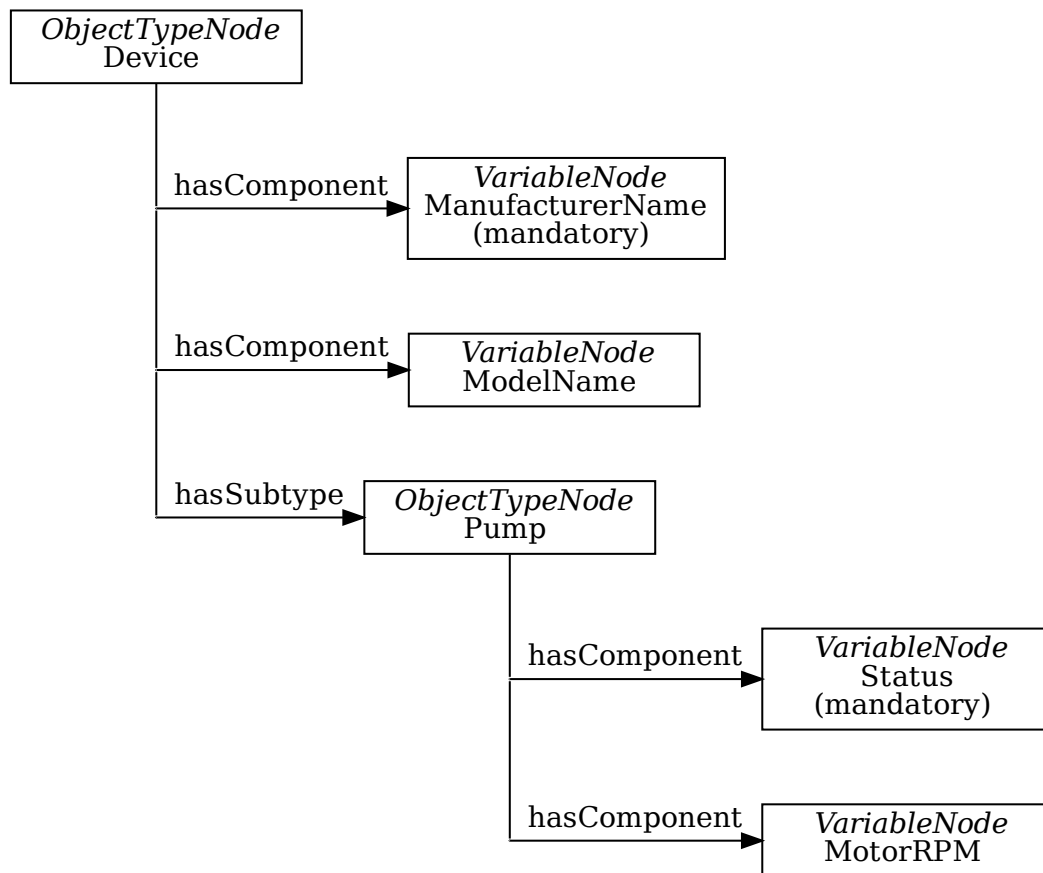 ObjectTypeNode
Device
hasComponent
VariableNode
ManufacturerName
(mandatory)
hasComponent
VariableNode
ModelName
hasSubtype
ObjectTypeNode
Pump
hasComponent
VariableNode
Status
(mandatory)
hasComponent
VariableNode
MotorRPM